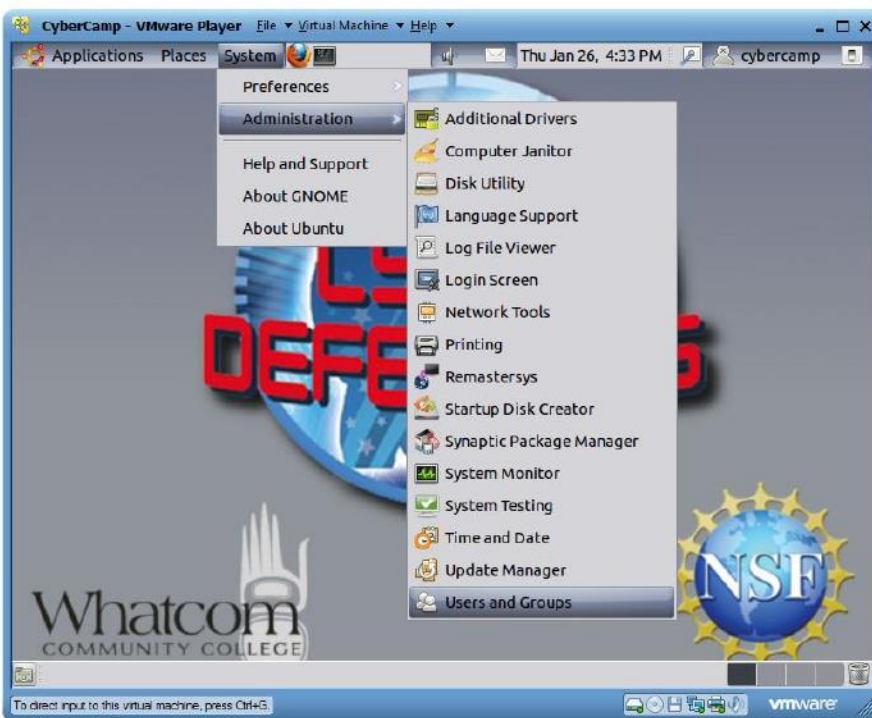 CyberCamp - VMware Player File Virtual Machine Help
Applications Places System Thu Jan 26, 4:33 PM cybercamp
Preferences
Administration
Help and Support
About GNOME
About Ubuntu
Additional Drivers
Computer Janitor
Disk Utility
Language Support
Log File Viewer
Login Screen
Network Tools
Printing
Remastersys
Startup Disk Creator
Synaptic Package Manager
System Monitor
System Testing
Time and Date
Update Manager
Users and Groups
Whatcom
COMMUNITY COLLEGE
NSF
To direct input to this virtual machine, press Ctrl+G.
vmware